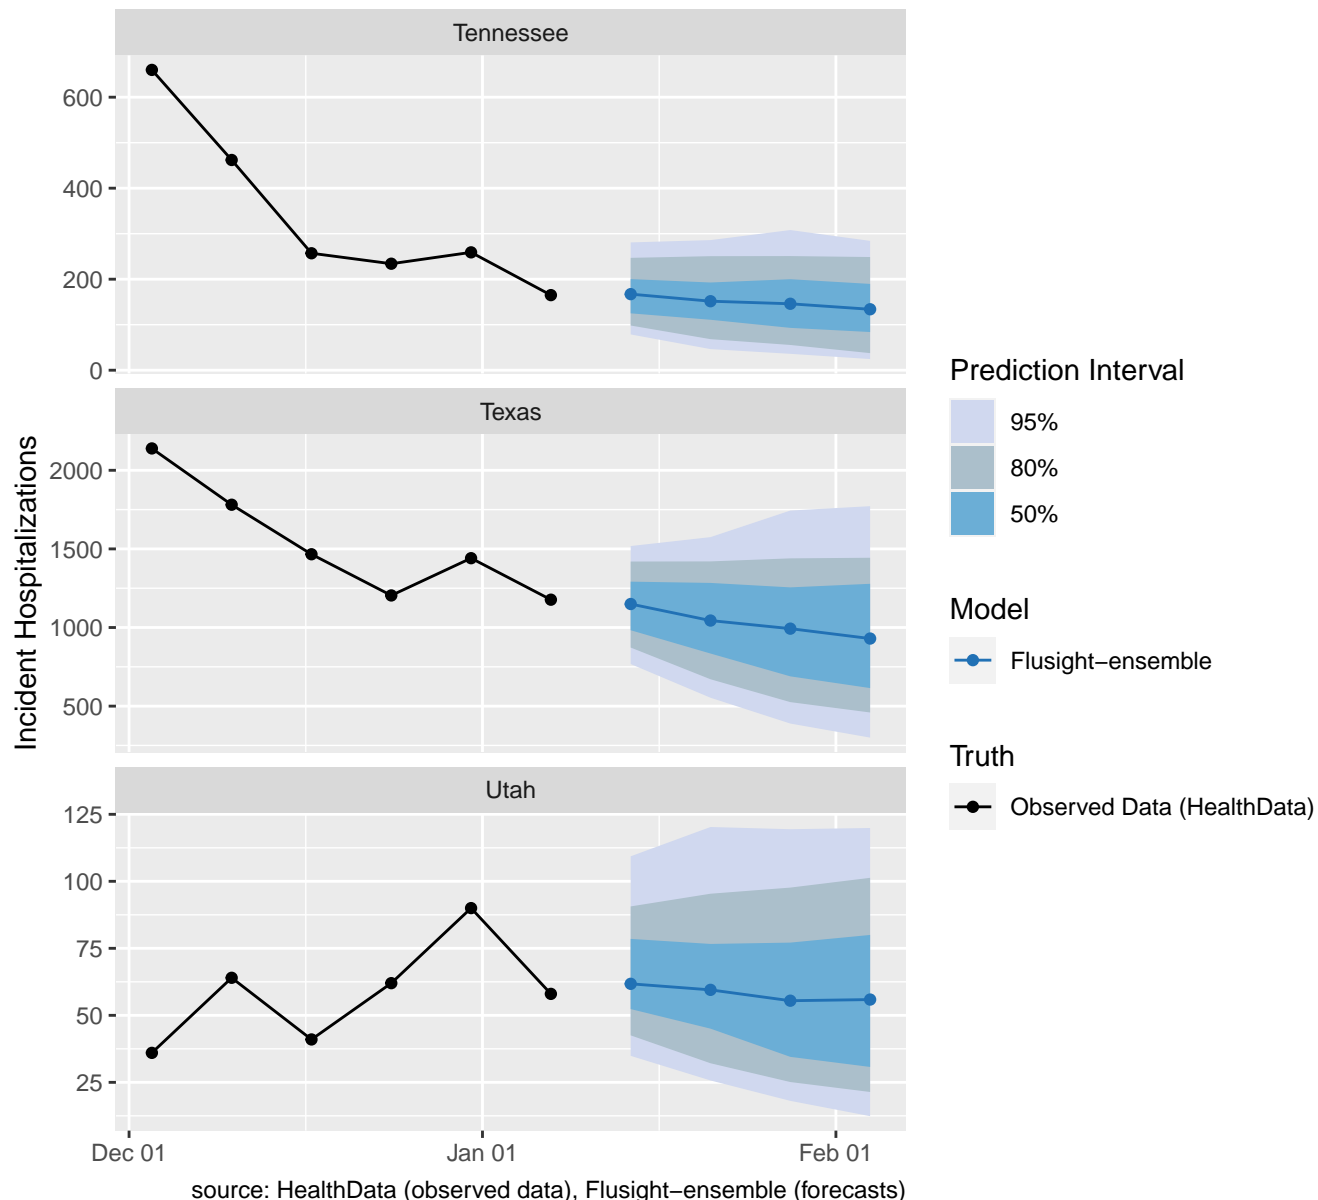 Tennessee
600
400
200
0
Texas
2000
1500
1000
500
Utah
125
100
75
50
25
Dec 01
Jan 01
Feb 01
Incident Hospitalizations
source: HealthData (observed data), Flusight−ensemble (forecasts)
Prediction Interval
95%
80%
50%
Model
Flusight−ensemble
Truth
Observed Data (HealthData)